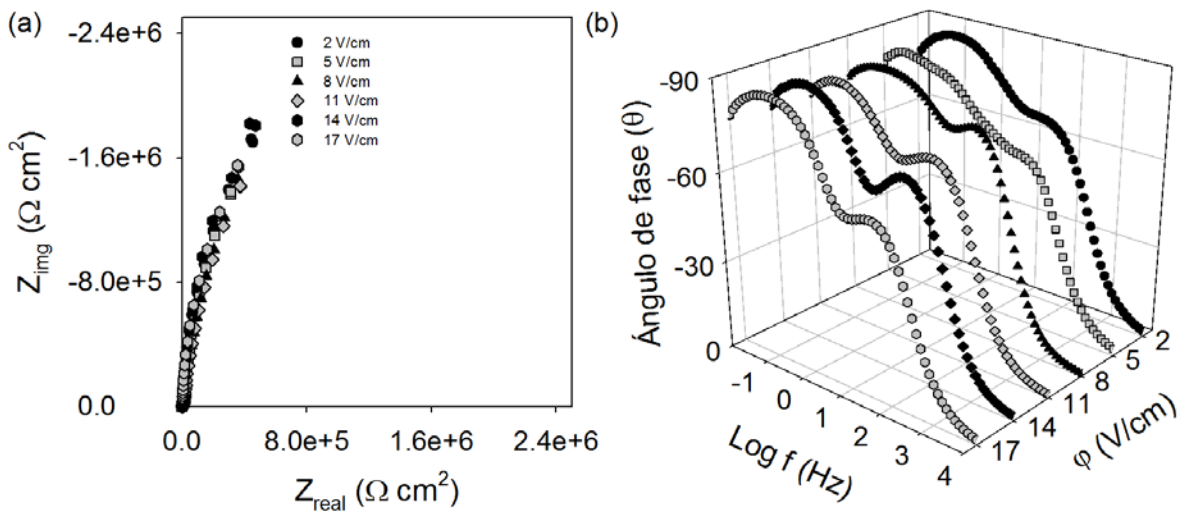 (a)
-2.4e+6
-1.6e+6
-8.0e+5
0.0
Z_img (Ω cm²)
2 V/cm
5 V/cm
8 V/cm
11 V/cm
14 V/cm
17 V/cm
0.0 8.0e+5 1.6e+6 2.4e+6
Z_real (Ω cm²)
(b)
-90
-60
-30
0
Ángulo de fase (θ)
-1 0 1 2 3 4
Log f (Hz)
17 14 11 8 5 2
φ (V/cm)